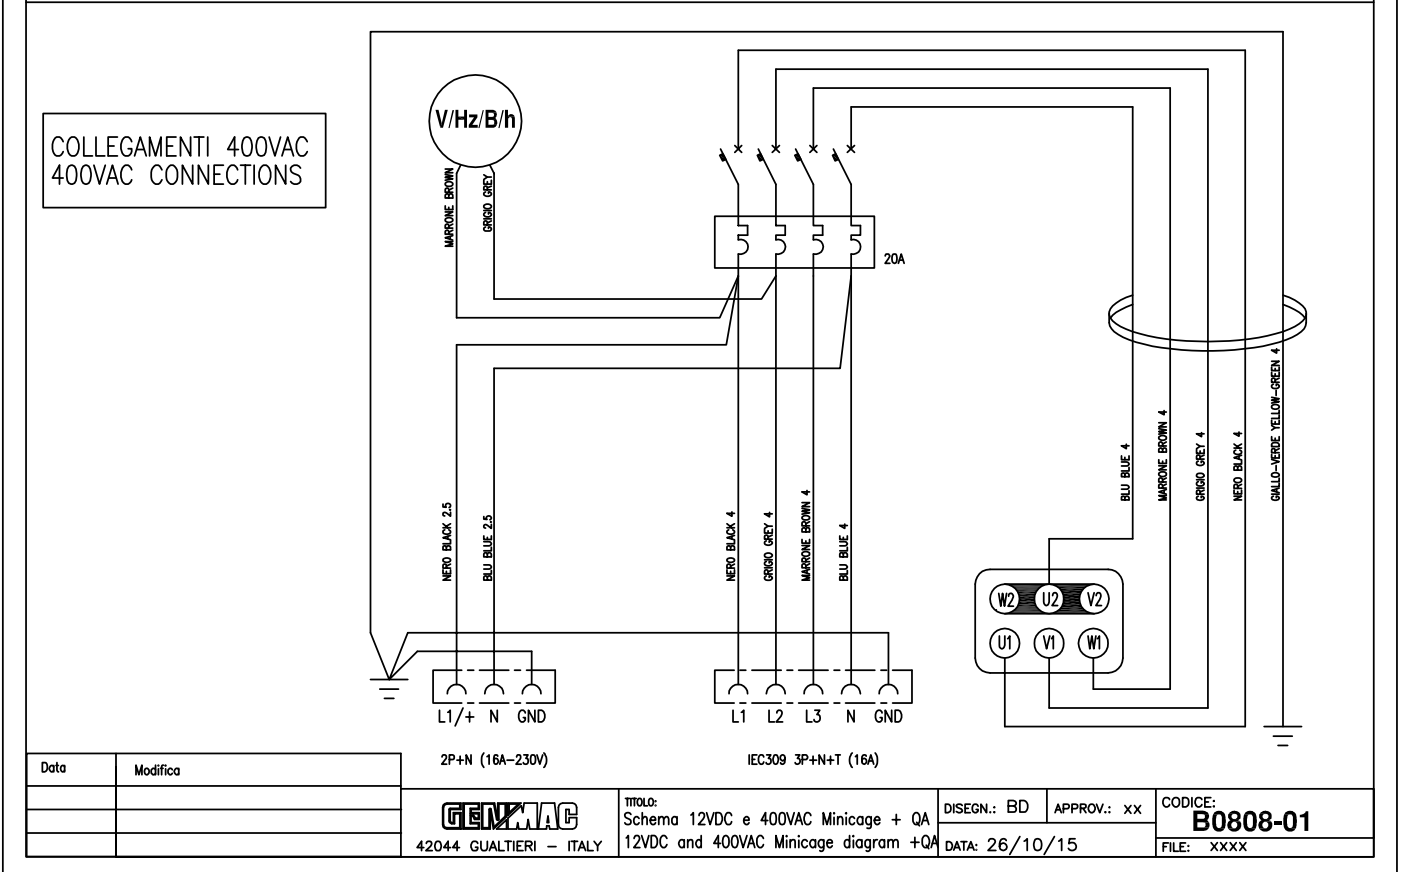 COLLEGAMENTI 400VAC
400VAC CONNECTIONS
V/Hz/B/h
MARRONE BROWN
GRIGIO GREY
20A
NERO BLACK 2.5
BLU BLUE 2.5
NERO BLACK 4
GRIGIO GREY 4
MARRONE BROWN 4
BLU BLUE 4
BLU BLUE 4
MARRONE BROWN 4
GRIGIO GREY 4
NERO BLACK 4
GIALLO-VERDE YELLOW-GREEN 4
W2 U2 V2
U1 V1 W1
L1/+ N GND
2P+N (16A-230V)
L1 L2 L3 N GND
IEC309 3P+N+T (16A)
Data Modifica
GENMAC
42044 GUALTIERI - ITALY
TITOLO:
Schema 12VDC e 400VAC Minicage + QA
12VDC and 400VAC Minicage diagram +QA
DISEGN.: BD
APPROV.: xx
DATA: 26/10/15
CODICE:
B0808-01
FILE: XXXX